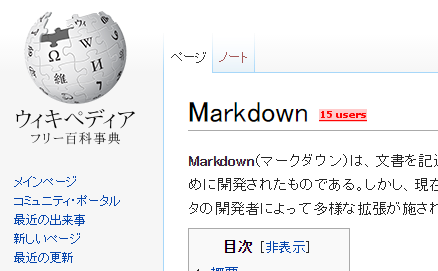 ウィキペディア
フリー百科事典
メインページ
コミュニティ・ポータル
最近の出来事
新しいページ
最近の更新
ページ
ノート
Markdown 15 users
Markdown(マークダウン)は、文書を記述
めに開発されたものである。しかし、現在
タの開発者によって多様な拡張が施され
目次 [非表示]
概要